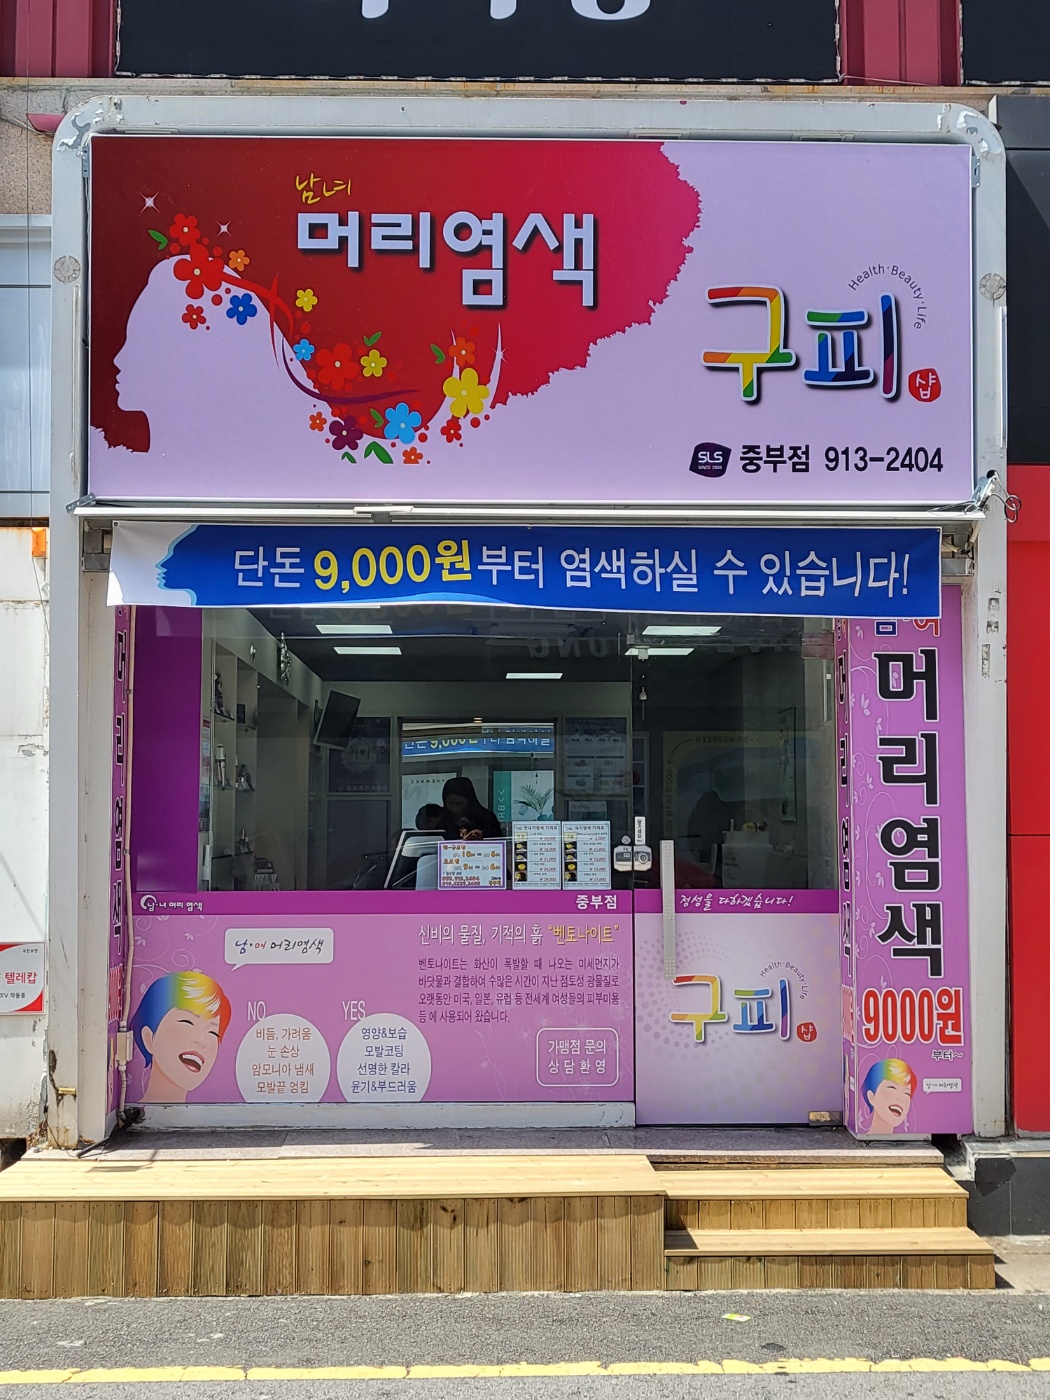 남녀
머리염색
Health·Beauty·Life
구피
샵
SLS
SINCE 2008
중부점 913-2404
단돈 9,000원부터 염색하실 수 있습니다!
머리염색
9000원
부터~
남·녀 머리 염색
중부점
정성을 다하겠습니다!
남·여 머리염색
신비의 물질, 기적의 흙 "벤토나이트"
벤토나이트는 화산이 폭발할 때 나오는 미세먼지가
바닷물과 결합하여 수많은 시간이 지난 점도성 광물질로
오랫동안 미국, 일본, 유럽 등 전세계 여성들의 피부미용
등에 사용되어 왔습니다.
NO
비듬, 가려움
눈 손상
암모니아 냄새
모발끝 엉킴
YES
영양&보습
모발코팅
선명한 칼라
윤기&부드러움
가맹점 문의
상담환영
Health·Beauty·Life
구피
샵
남·여 머리염색
텔레캅